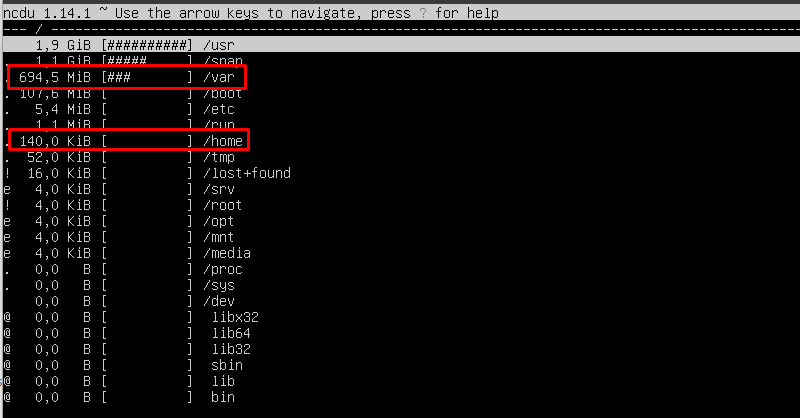 ncdu 1.14.1 ~ Use the arrow keys to navigate, press ? for help
--- / ----------------------------------------------------------------------------------------------
    1,9 GiB [##########] /usr
.   1,1 GiB [#####     ] /snap
. 694,5 MiB [###       ] /var
. 107,6 MiB [          ] /boot
.   5,4 MiB [          ] /etc
.   1,1 MiB [          ] /run
. 140,0 KiB [          ] /home
.  52,0 KiB [          ] /tmp
!  16,0 KiB [          ] /lost+found
e   4,0 KiB [          ] /srv
!   4,0 KiB [          ] /root
e   4,0 KiB [          ] /opt
e   4,0 KiB [          ] /mnt
e   4,0 KiB [          ] /media
.   0,0   B [          ] /proc
.   0,0   B [          ] /sys
    0,0   B [          ] /dev
@   0,0   B [          ]  libx32
@   0,0   B [          ]  lib64
@   0,0   B [          ]  lib32
@   0,0   B [          ]  sbin
@   0,0   B [          ]  lib
@   0,0   B [          ]  bin